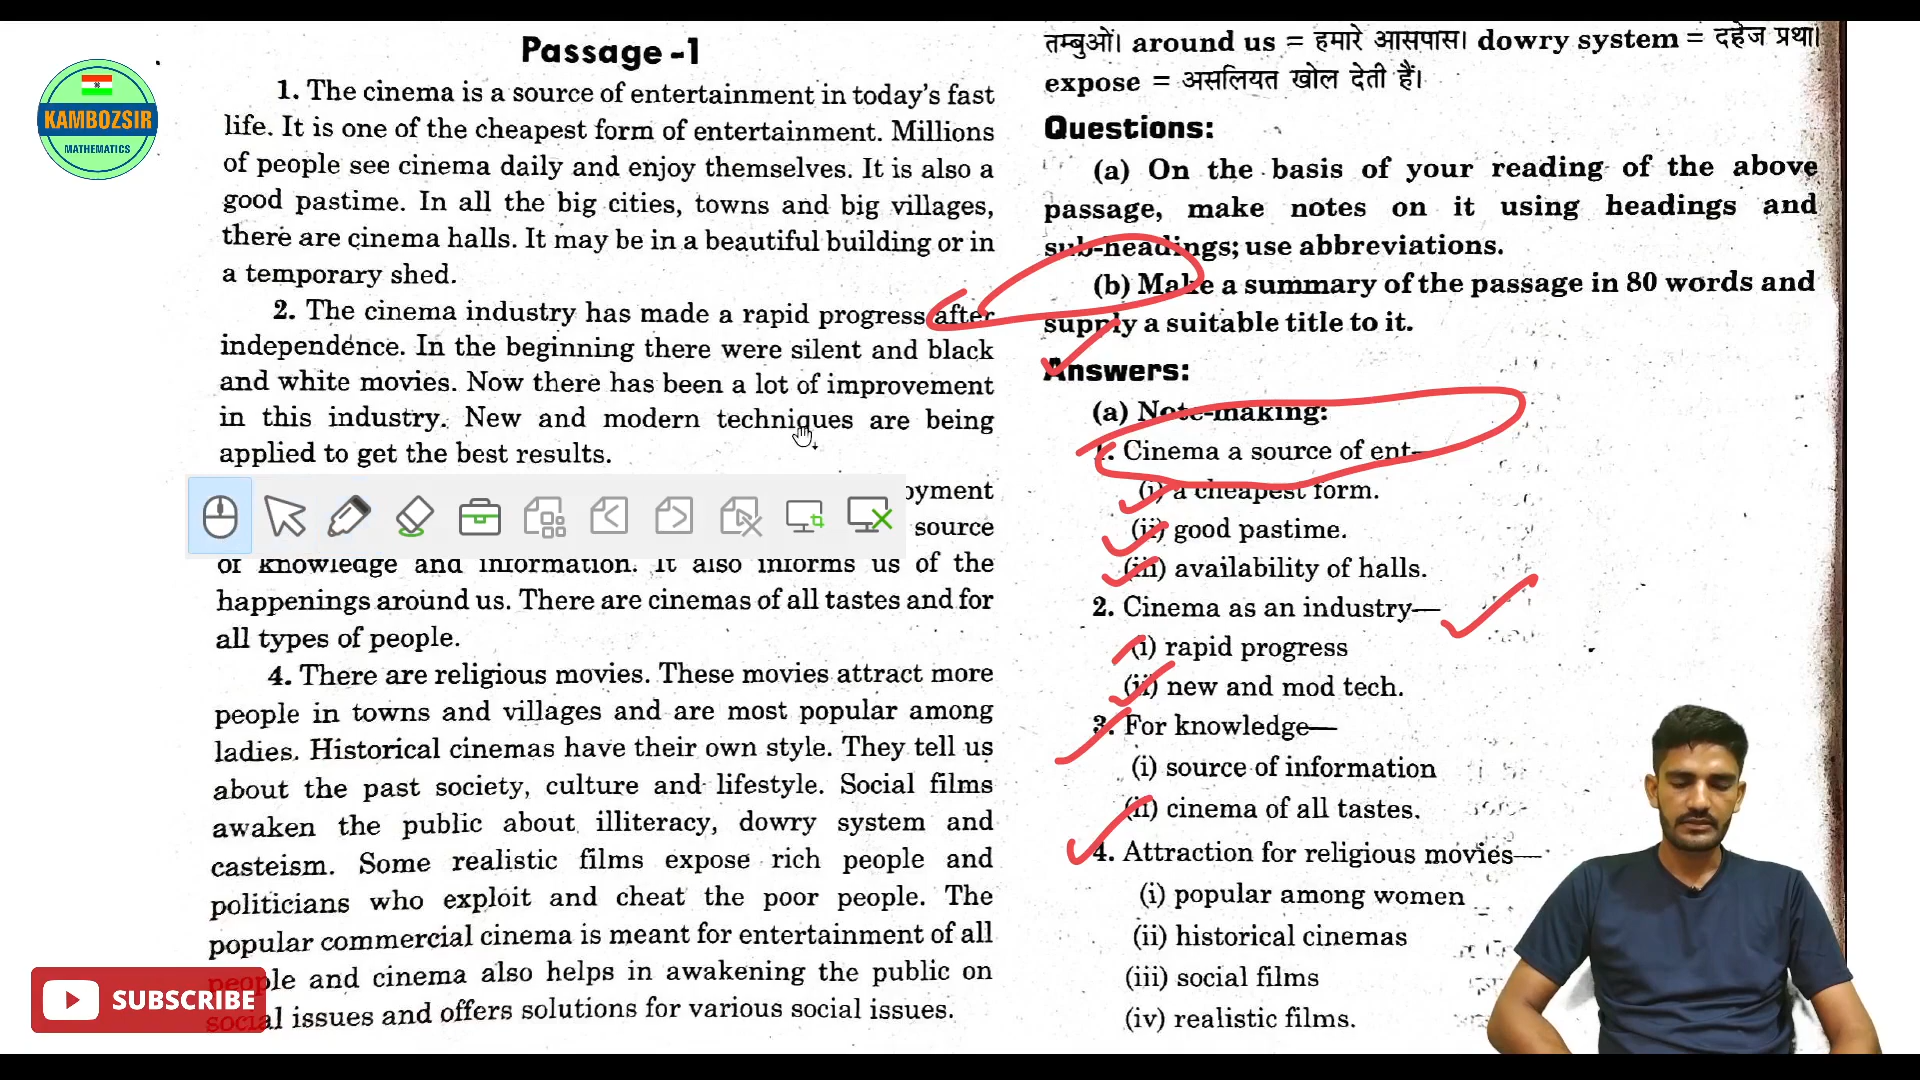 Passage -1
1. The cinema is a source of entertainment in today's fast
life. It is one of the cheapest form of entertainment. Millions
of people see cinema daily and enjoy themselves. It is also a
good pastime. In all the big cities, towns and big villages,
there are cinema halls. It may be in a beautiful building or in
a temporary shed.
2. The cinema industry has made a rapid progress after
independence. In the beginning there were silent and black
and white movies. Now there has been a lot of improvement
in this industry. New and modern techniques are being
applied to get the best results.
oyment
source
of knowledge and information. It also informs us of the
happenings around us. There are cinemas of all tastes and for
all types of people.
4. There are religious movies. These movies attract more
people in towns and villages and are most popular among
ladies. Historical cinemas have their own style. They tell us
about the past society, culture and lifestyle. Social films
awaken the public about illiteracy, dowry system and
casteism. Some realistic films expose rich people and
politicians who exploit and cheat the poor people. The
popular commercial cinema is meant for entertainment of all
people and cinema also helps in awakening the public on
social issues and offers solutions for various social issues.
तम्बुओं। around us = हमारे आसपास। dowry system = दहेज प्रथा।
expose = असलियत खोल देती हैं।
Questions:
(a) On the basis of your reading of the above
passage, make notes on it using headings and
sub-headings; use abbreviations.
(b) Make a summary of the passage in 80 words and
supply a suitable title to it.
Answers:
(a) Note-making:
1. Cinema a source of ent—
(i) a cheapest form.
(ii) good pastime.
(iii) availability of halls.
2. Cinema as an industry—
(i) rapid progress
(ii) new and mod tech.
3. For knowledge—
(i) source of information
(ii) cinema of all tastes.
4. Attraction for religious movies—
(i) popular among women
(ii) historical cinemas
(iii) social films
(iv) realistic films.
KAMBOZSIR
MATHEMATICS
SUBSCRIBE